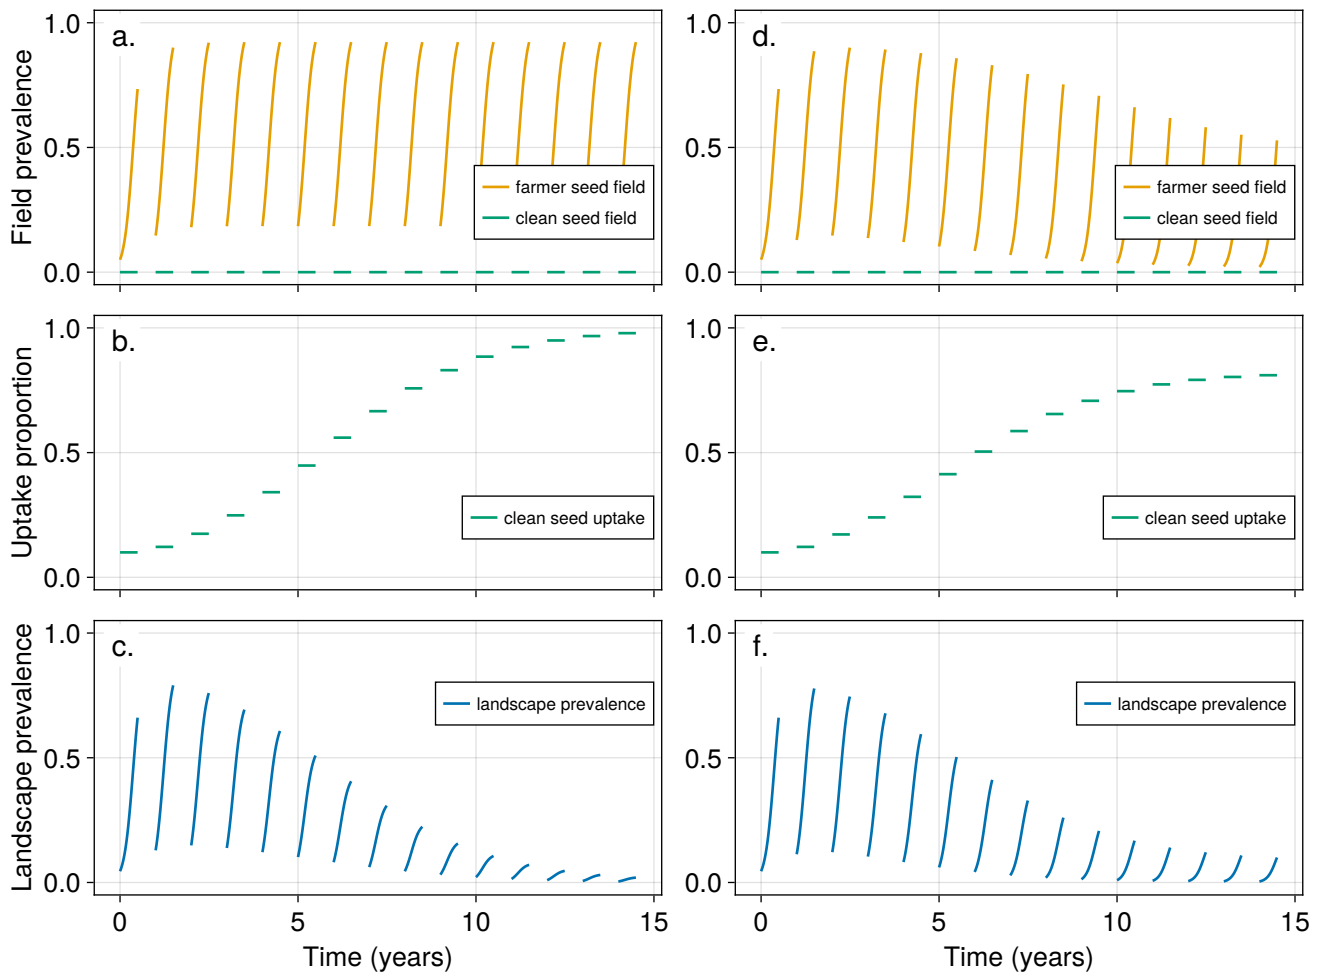 a.
Field prevalence
1.0
0.5
0.0
farmer seed field
clean seed field
d.
1.0
0.5
0.0
farmer seed field
clean seed field
b.
Uptake proportion
1.0
0.5
0.0
clean seed uptake
e.
1.0
0.5
0.0
clean seed uptake
c.
Landscape prevalence
1.0
0.5
0.0
landscape prevalence
0 5 10 15
Time (years)
f.
1.0
0.5
0.0
landscape prevalence
0 5 10 15
Time (years)